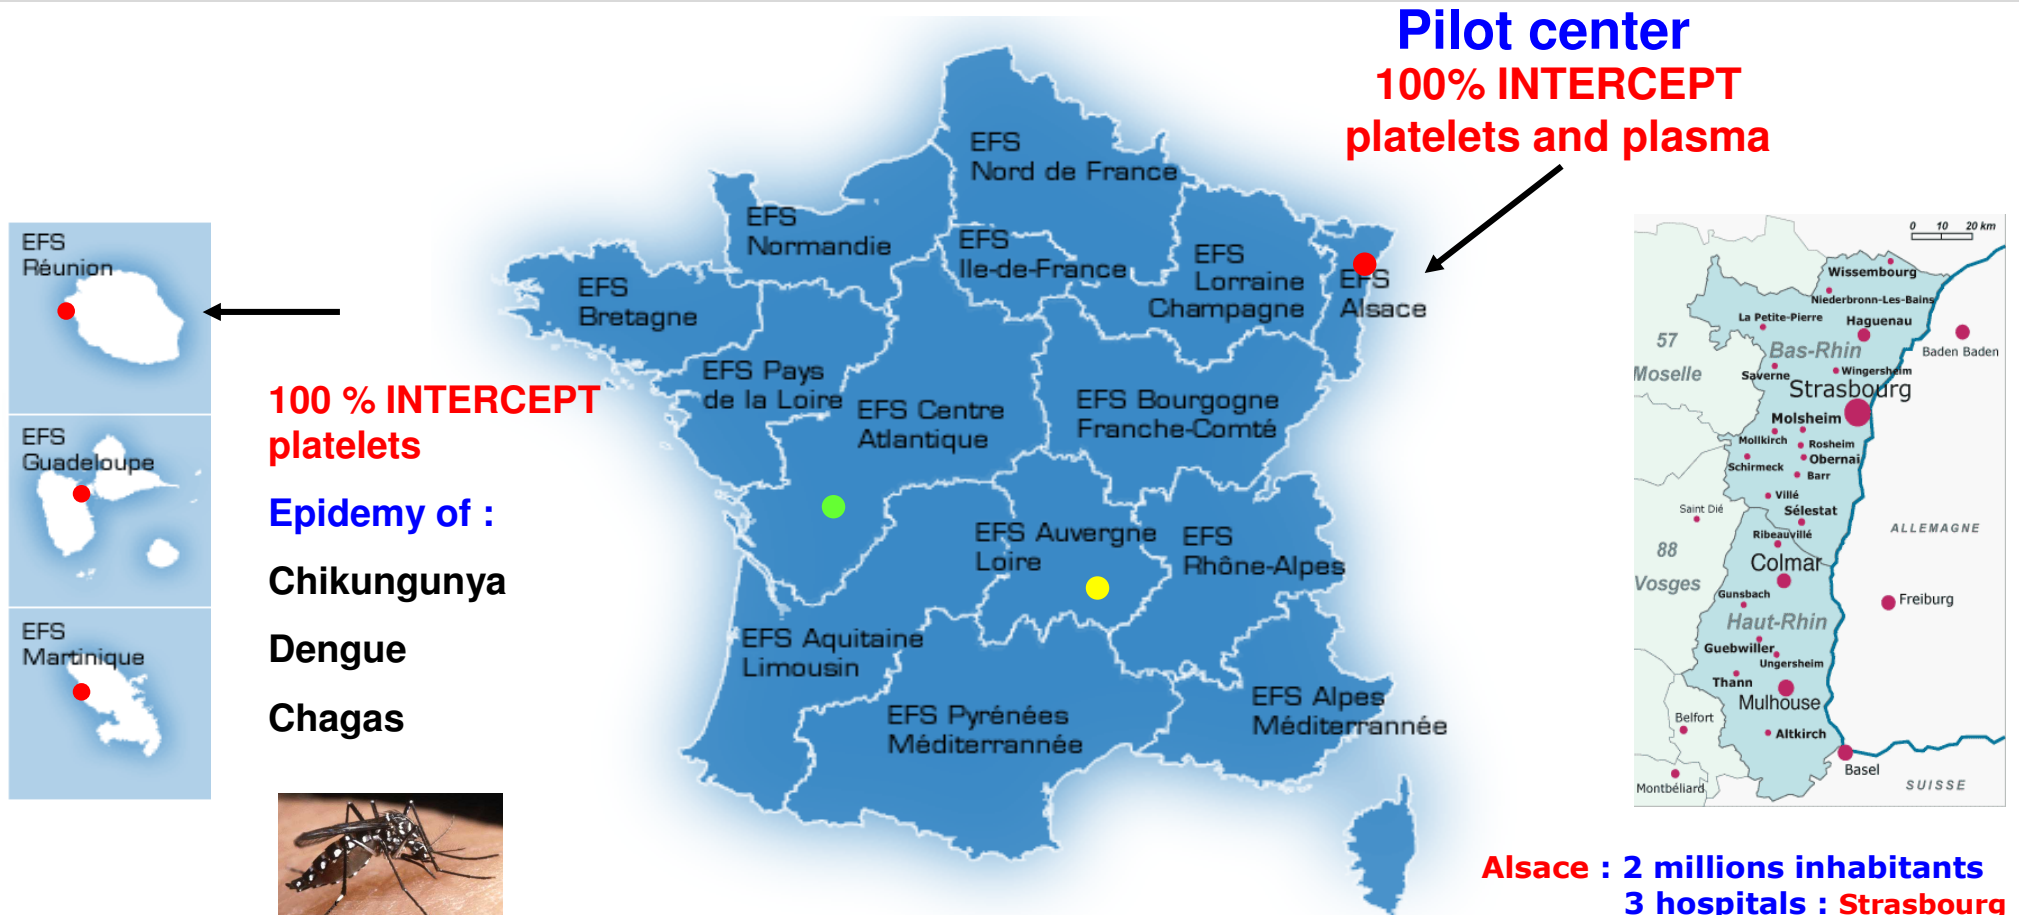 Pilot center
100% INTERCEPT
platelets and plasma
EFS
Réunion
EFS
Guadeloupe
EFS
Martinique
100 % INTERCEPT
platelets
Epidemy of :
Chikungunya
Dengue
Chagas
EFS
Nord de France
EFS
Normandie
EFS
Ile-de-France
EFS
Lorraine
Champagne
EFS
Alsace
EFS
Bretagne
EFS Pays
de la Loire
EFS Centre
Atlantique
EFS Bourgogne
Franche-Comté
EFS Auvergne
Loire
EFS
Rhône-Alpes
EFS Aquitaine
Limousin
EFS Pyrénées
Méditerrannée
EFS Alpes
Méditerrannée
0 10 20 km
Wissembourg
Niederbronn-Les-Bains
La Petite-Pierre
Haguenau
57
Moselle
Bas-Rhin
Baden Baden
Saverne
Wingersheim
Strasbourg
Molsheim
Mollkirch
Rosheim
Obernai
Schirmeck
Barr
Villé
Saint Dié
Sélestat
ALLEMAGNE
Ribeauvillé
88
Vosges
Colmar
Gunsbach
Freiburg
Haut-Rhin
Guebwiller
Ungersheim
Thann
Mulhouse
Belfort
Altkirch
Basel
Montbéliard
SUISSE
Alsace : 2 millions inhabitants
3 hospitals : Strasbourg